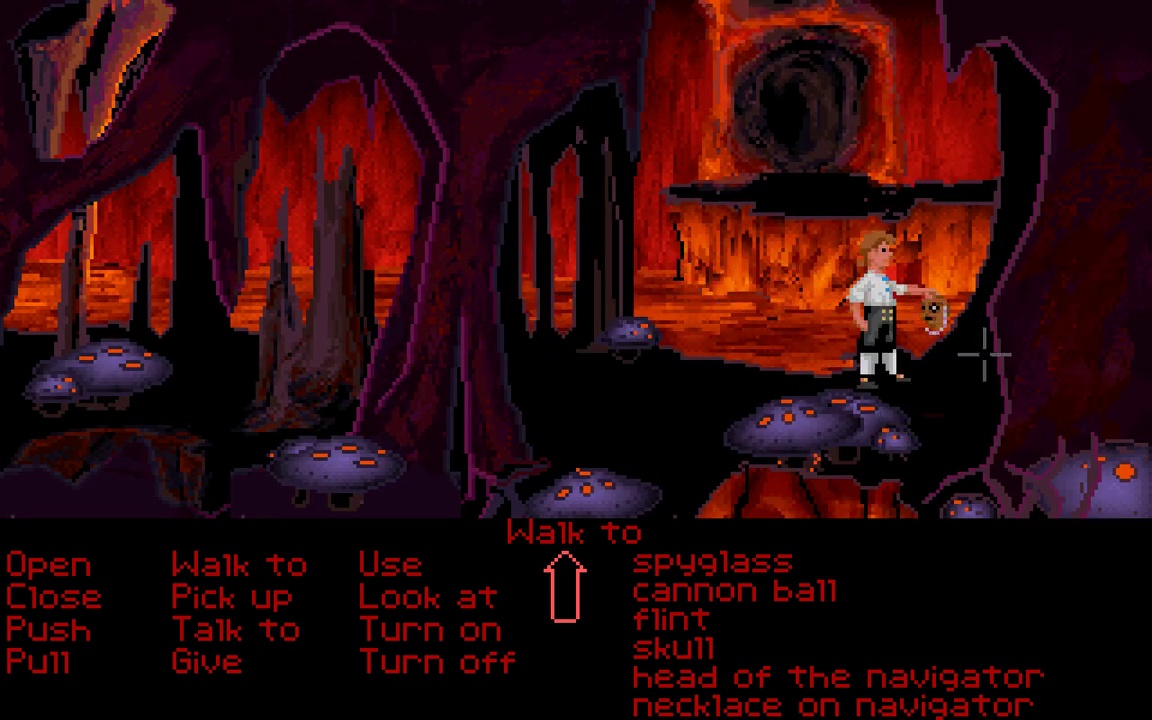 Walk to
Open Walk to Use
Close Pick up Look at
Push Talk to Turn on
Pull Give Turn off
spyglass
cannon ball
flint
skull
head of the navigator
necklace on navigator